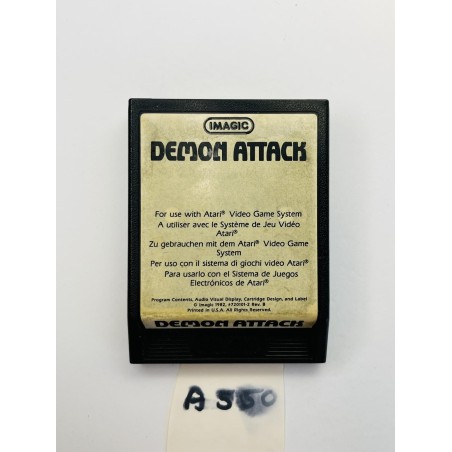 IMAGIC
DEMON ATTACK
For use with Atari® Video Game System
A utiliser avec le Système de Jeu Vidéo
Atari®
Zu gebrauchen mit dem Atari® Video Game
System
Per uso con il sistema di giochi video Atari®
Para usarlo con el Sistema de Juegos
Electrónicos de Atari®
Program Contents, Audio Visual Display, Cartridge Design, and Label
© Imagic 1982, #720101-2 Rev. B
Printed in U.S.A. All Rights Reserved.
DEMON ATTACK
A 550